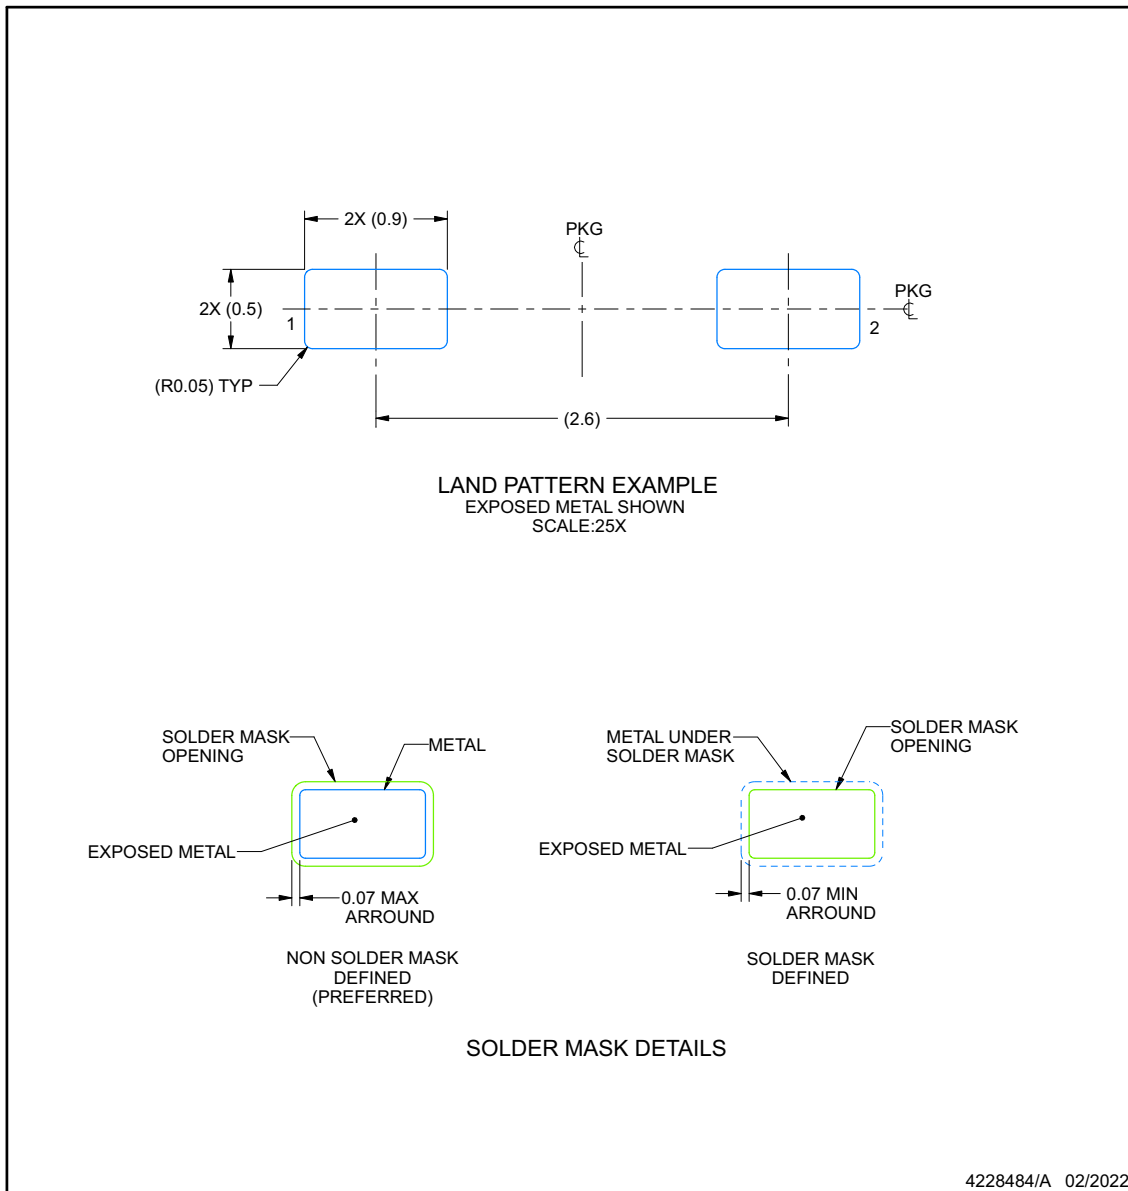 2X (0.9)
PKG
℄
2X (0.5)
PKG
℄
1
2
(R0.05) TYP
(2.6)
LAND PATTERN EXAMPLE
EXPOSED METAL SHOWN
SCALE:25X
SOLDER MASK
OPENING
METAL
EXPOSED METAL
0.07 MAX
ARROUND
NON SOLDER MASK
DEFINED
(PREFERRED)
METAL UNDER
SOLDER MASK
SOLDER MASK
OPENING
EXPOSED METAL
0.07 MIN
ARROUND
SOLDER MASK
DEFINED
SOLDER MASK DETAILS
4228484/A 02/2022